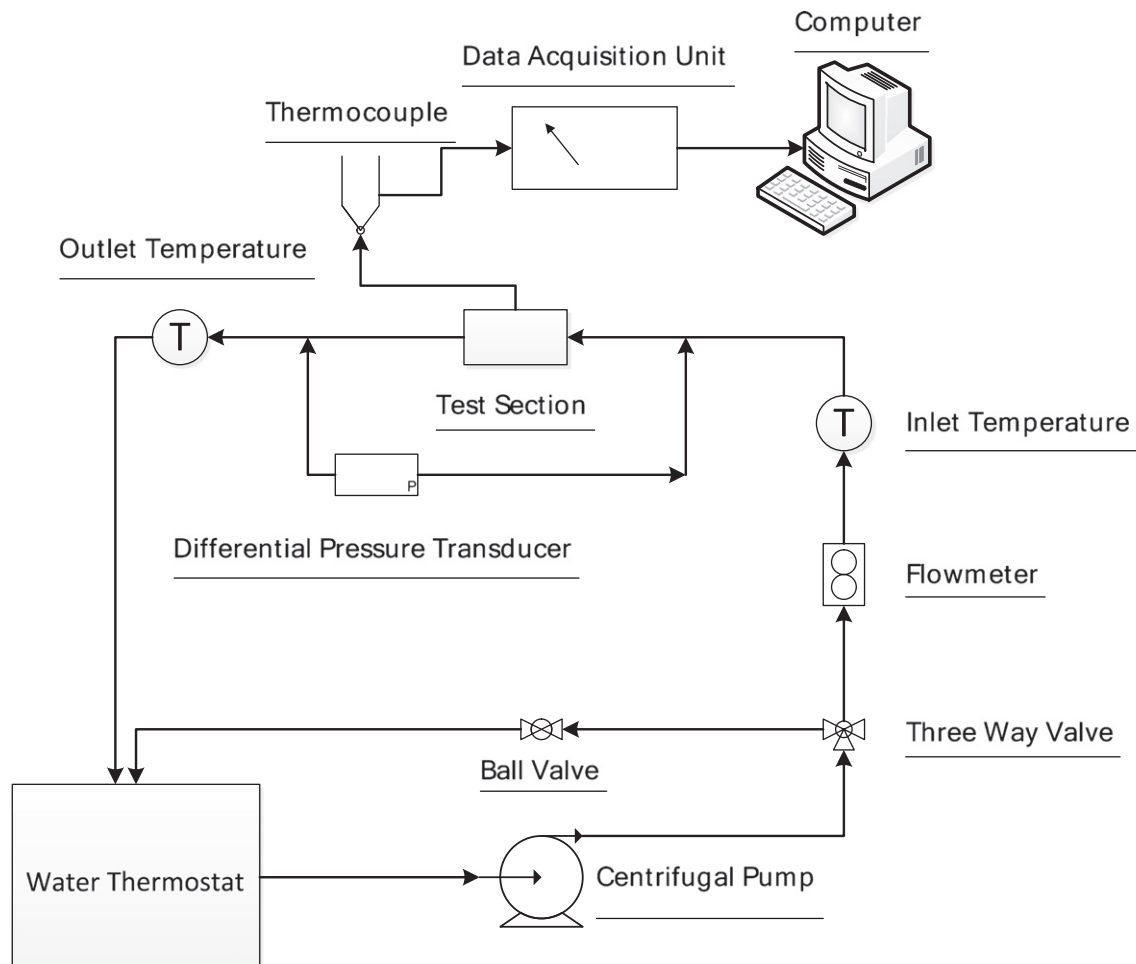 Computer
Data Acquisition Unit
Thermocouple
Outlet Temperature
T
Test Section
T
Inlet Temperature
P
Differential Pressure Transducer
Flowmeter
Three Way Valve
Ball Valve
Water Thermostat
Centrifugal Pump